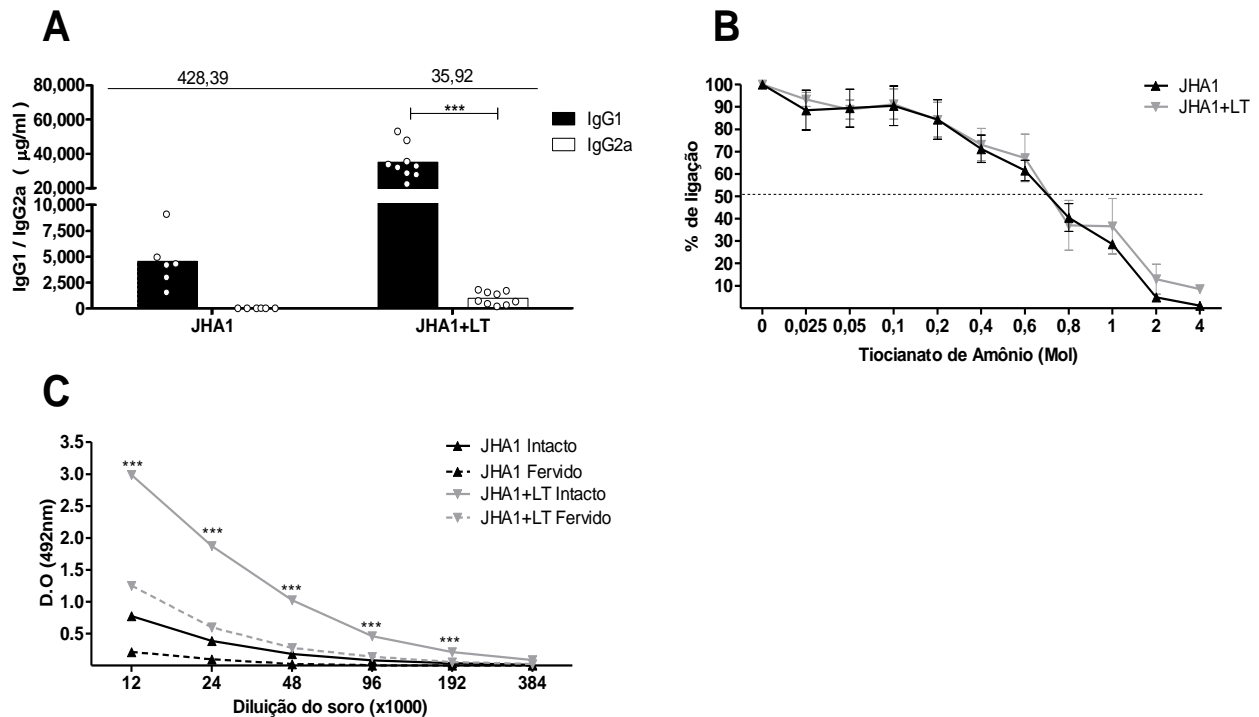 A
428,39 35,92
80,000
60,000
40,000
20,000
10,000
7,500
5,000
2,500
0
IgG1 / IgG2a ( µg/ml)
***
IgG1
IgG2a
JHA1 JHA1+LT
B
100
90
80
70
60
50
40
30
20
10
% de ligação
JHA1
JHA1+LT
0 0,025 0,05 0,1 0,2 0,4 0,6 0,8 1 2 4
Tiocianato de Amônio (Mol)
C
3.5
3.0
2.5
2.0
1.5
1.0
0.5
D.O (492nm)
*** *** *** *** ***
JHA1 Intacto
JHA1 Fervido
JHA1+LT Intacto
JHA1+LT Fervido
12 24 48 96 192 384
Diluição do soro (x1000)